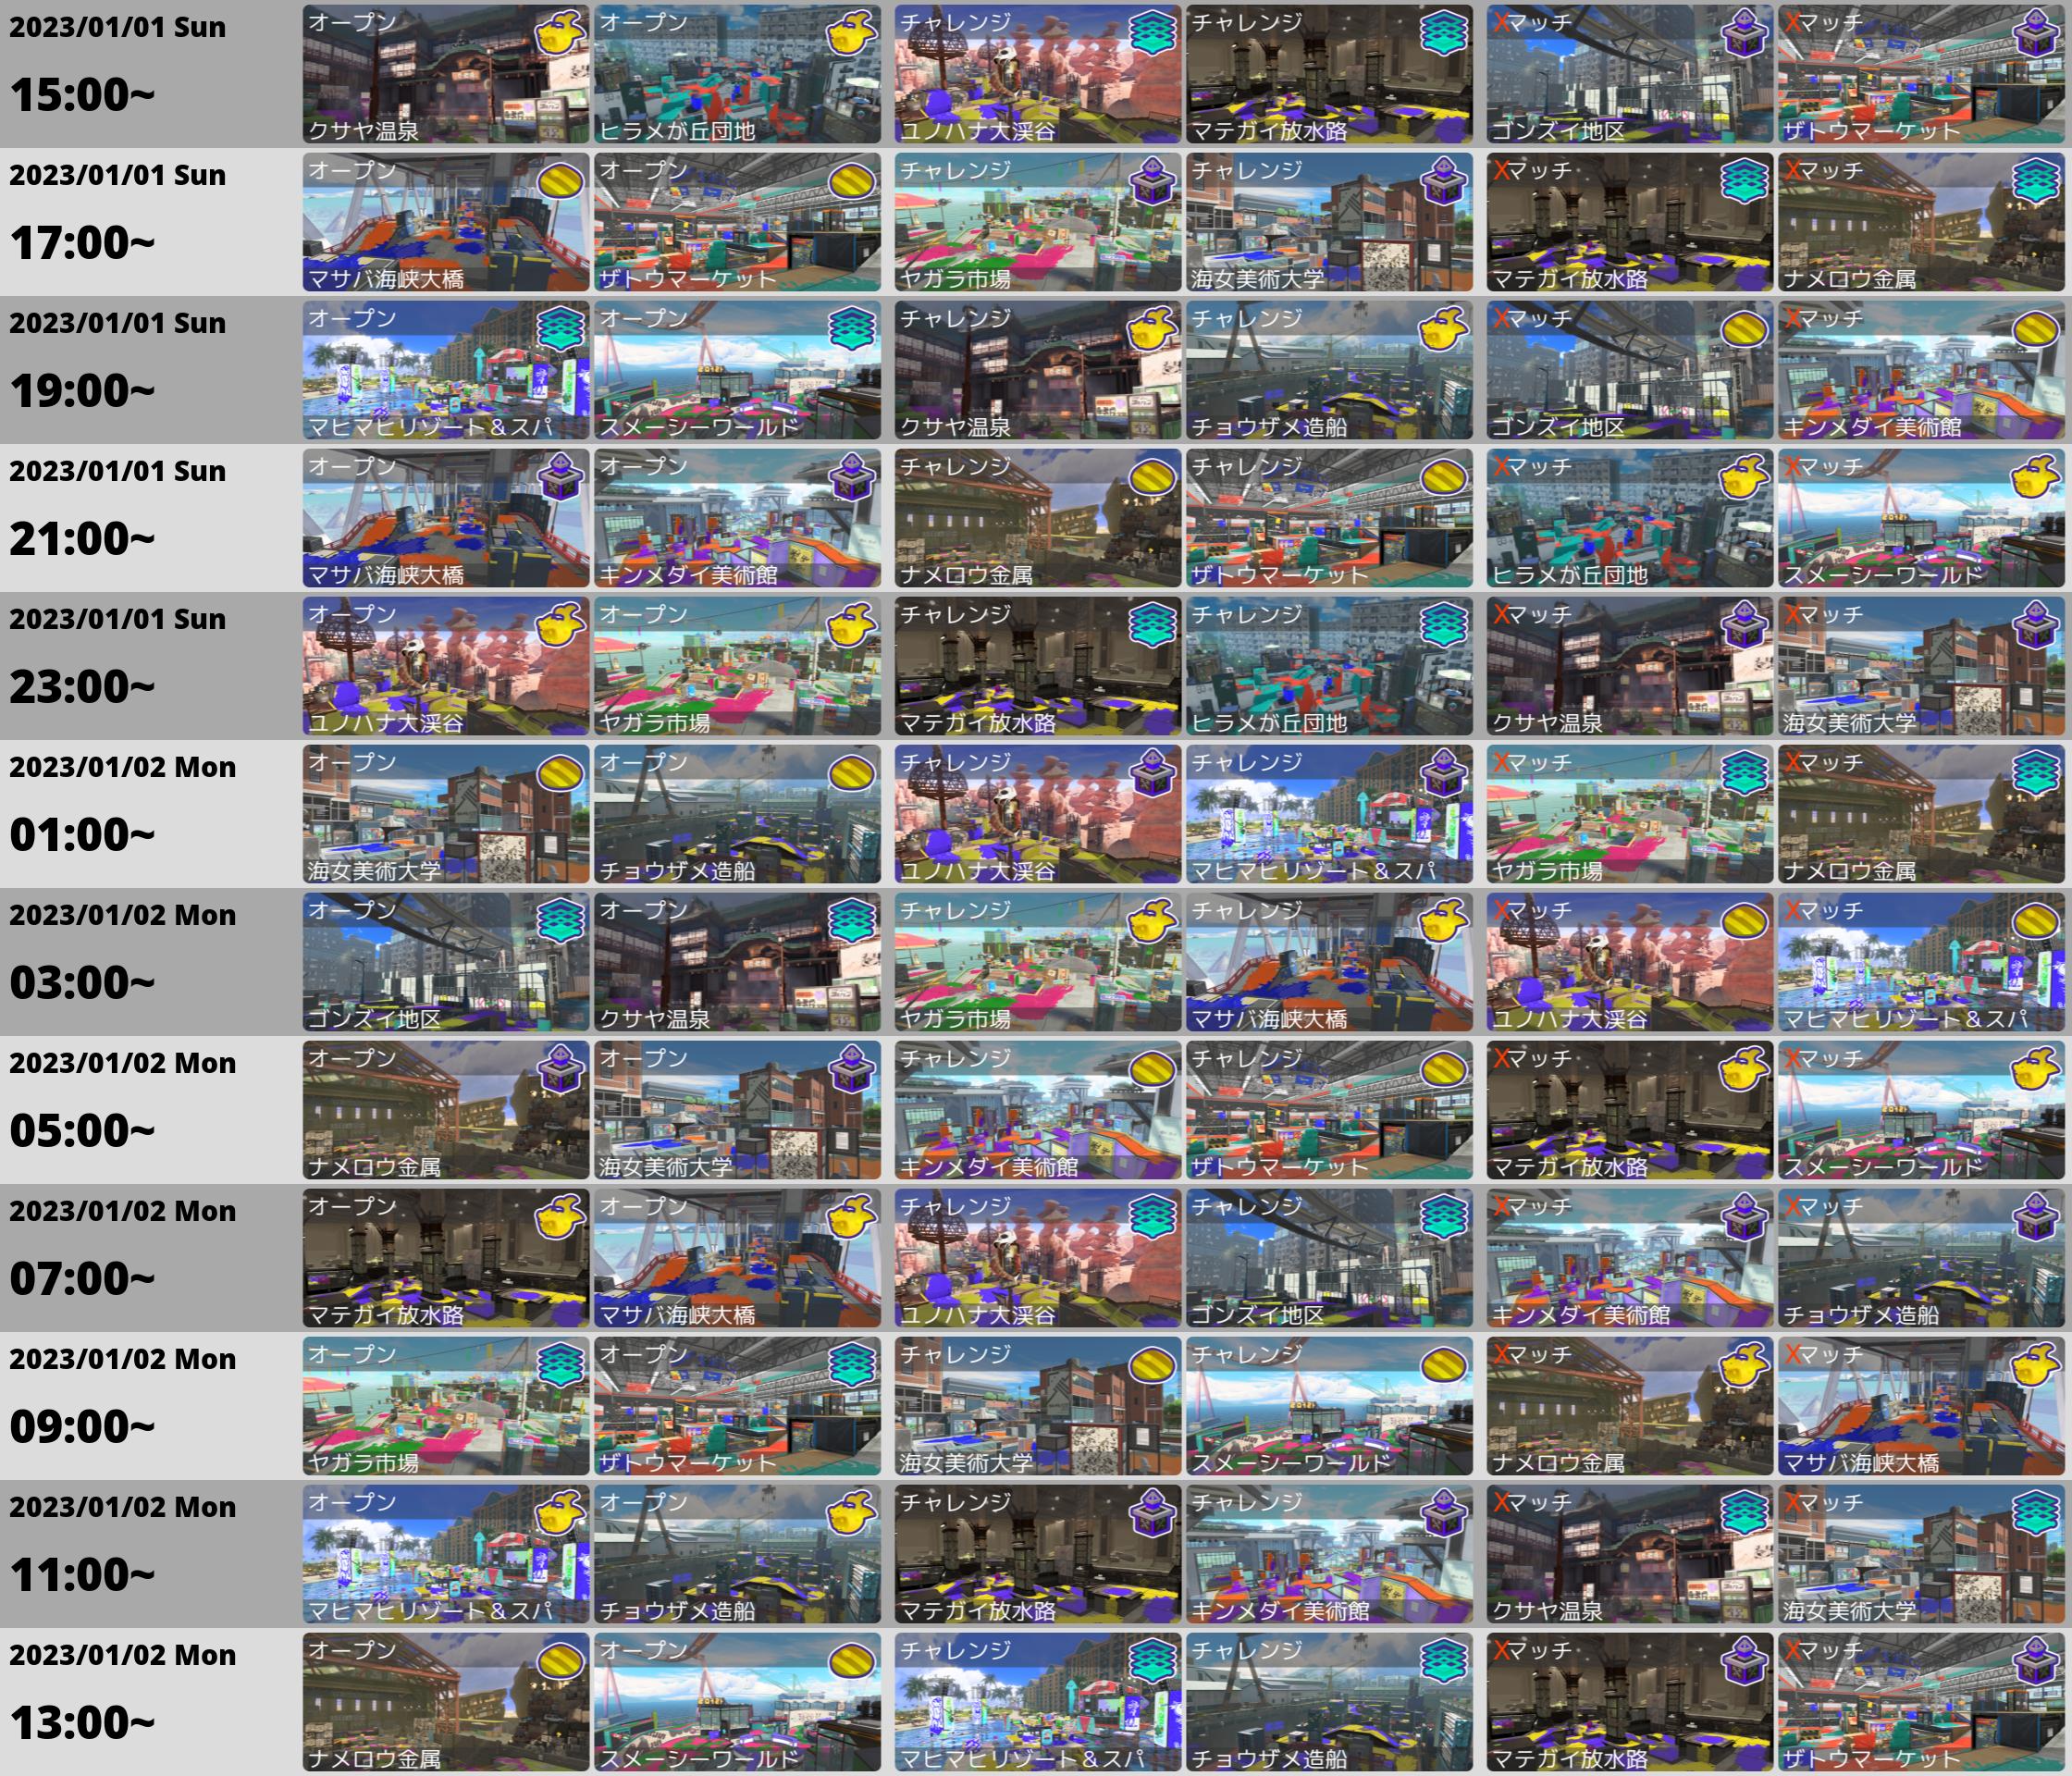 2023/01/01 Sun
15:00~
オープン オープン チャレンジ チャレンジ Xマッチ Xマッチ
クサヤ温泉 ヒラメが丘団地 ユノハナ大渓谷 マテガイ放水路 ゴンズイ地区 ザトウマーケット
2023/01/01 Sun
17:00~
オープン オープン チャレンジ チャレンジ Xマッチ Xマッチ
マサバ海峡大橋 ザトウマーケット ヤガラ市場 海女美術大学 マテガイ放水路 ナメロウ金属
2023/01/01 Sun
19:00~
オープン オープン チャレンジ チャレンジ Xマッチ Xマッチ
マヒマヒリゾート＆スパ スメーシーワールド クサヤ温泉 チョウザメ造船 ゴンズイ地区 キンメダイ美術館
2023/01/01 Sun
21:00~
オープン オープン チャレンジ チャレンジ Xマッチ Xマッチ
マサバ海峡大橋 キンメダイ美術館 ナメロウ金属 ザトウマーケット ヒラメが丘団地 スメーシーワールド
2023/01/01 Sun
23:00~
オープン オープン チャレンジ チャレンジ Xマッチ Xマッチ
ユノハナ大渓谷 ヤガラ市場 マテガイ放水路 ヒラメが丘団地 クサヤ温泉 海女美術大学
2023/01/02 Mon
01:00~
オープン オープン チャレンジ チャレンジ Xマッチ Xマッチ
海女美術大学 チョウザメ造船 ユノハナ大渓谷 マヒマヒリゾート＆スパ ヤガラ市場 ナメロウ金属
2023/01/02 Mon
03:00~
オープン オープン チャレンジ チャレンジ Xマッチ Xマッチ
ゴンズイ地区 クサヤ温泉 ヤガラ市場 マサバ海峡大橋 ユノハナ大渓谷 マヒマヒリゾート＆スパ
2023/01/02 Mon
05:00~
オープン オープン チャレンジ チャレンジ Xマッチ Xマッチ
ナメロウ金属 海女美術大学 キンメダイ美術館 ザトウマーケット マテガイ放水路 スメーシーワールド
2023/01/02 Mon
07:00~
オープン オープン チャレンジ チャレンジ Xマッチ Xマッチ
マテガイ放水路 マサバ海峡大橋 ユノハナ大渓谷 ゴンズイ地区 キンメダイ美術館 チョウザメ造船
2023/01/02 Mon
09:00~
オープン オープン チャレンジ チャレンジ Xマッチ Xマッチ
ヤガラ市場 ザトウマーケット 海女美術大学 スメーシーワールド ナメロウ金属 マサバ海峡大橋
2023/01/02 Mon
11:00~
オープン オープン チャレンジ チャレンジ Xマッチ Xマッチ
マヒマヒリゾート＆スパ チョウザメ造船 マテガイ放水路 キンメダイ美術館 クサヤ温泉 海女美術大学
2023/01/02 Mon
13:00~
オープン オープン チャレンジ チャレンジ Xマッチ Xマッチ
ナメロウ金属 スメーシーワールド マヒマヒリゾート＆スパ チョウザメ造船 マテガイ放水路 ザトウマーケット